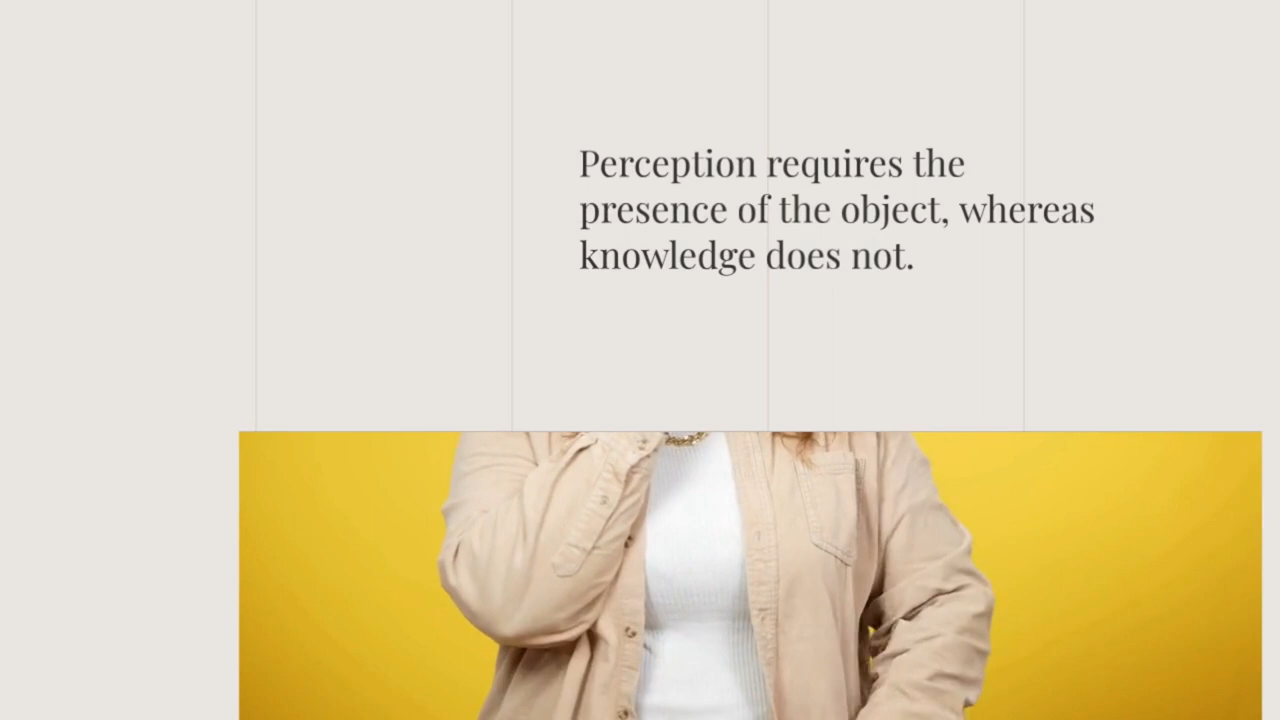 Perception requires the
presence of the object, whereas
knowledge does not.